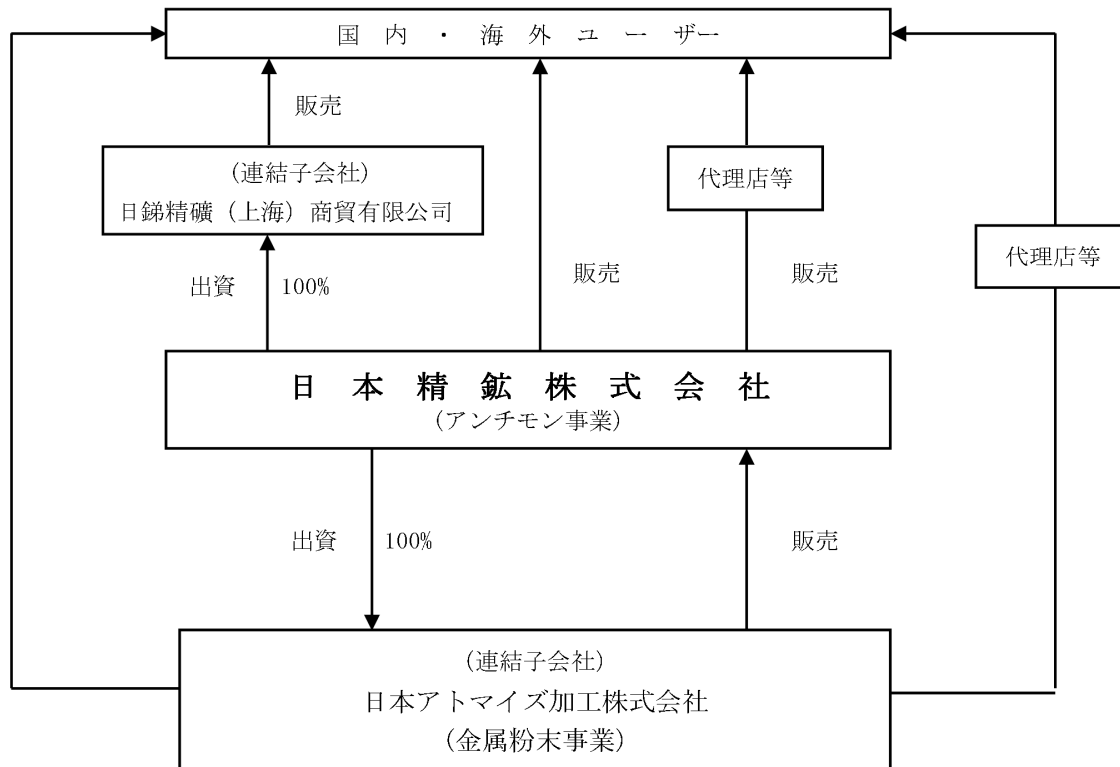 国 内 ・ 海 外 ユ ー ザ ー
販売
(連結子会社)
日銻精礦（上海）商貿有限公司
代理店等
代理店等
出資 100%
販売
販売
日 本 精 鉱 株 式 会 社
(アンチモン事業)
出資 100%
販売
(連結子会社)
日本アトマイズ加工株式会社
(金属粉末事業)